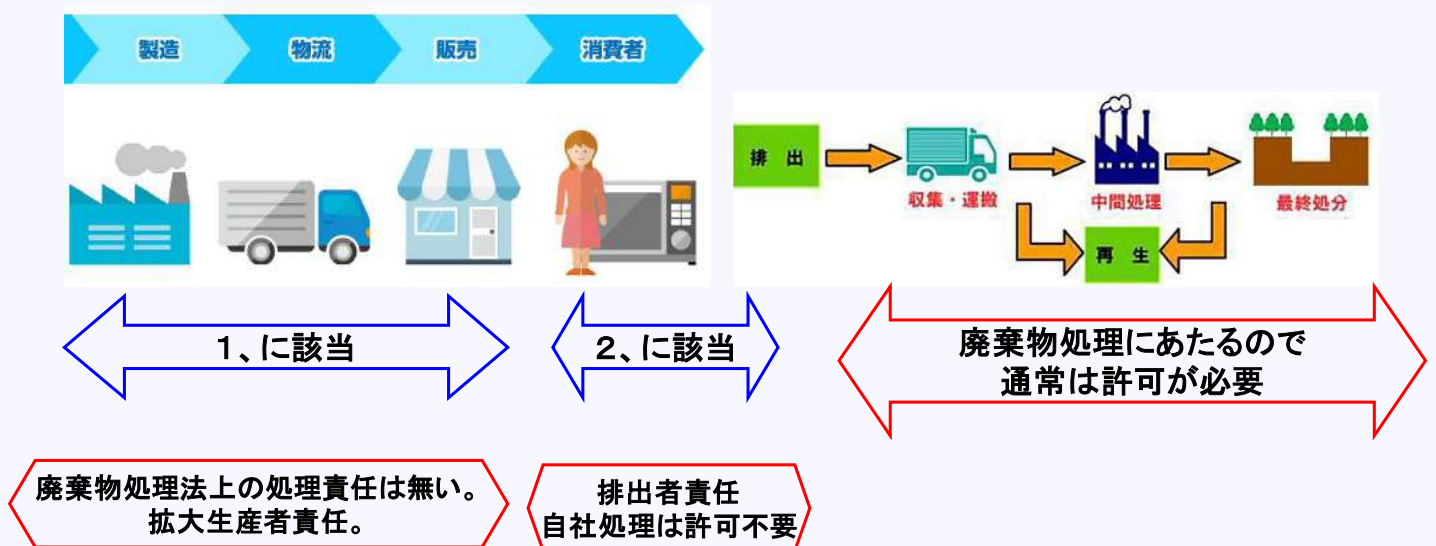 製造
物流
販売
消費者
排出
収集・運搬
中間処理
最終処分
再生
1、に該当
2、に該当
廃棄物処理にあたるので
通常は許可が必要
廃棄物処理法上の処理責任は無い。
拡大生産者責任。
排出者責任
自社処理は許可不要